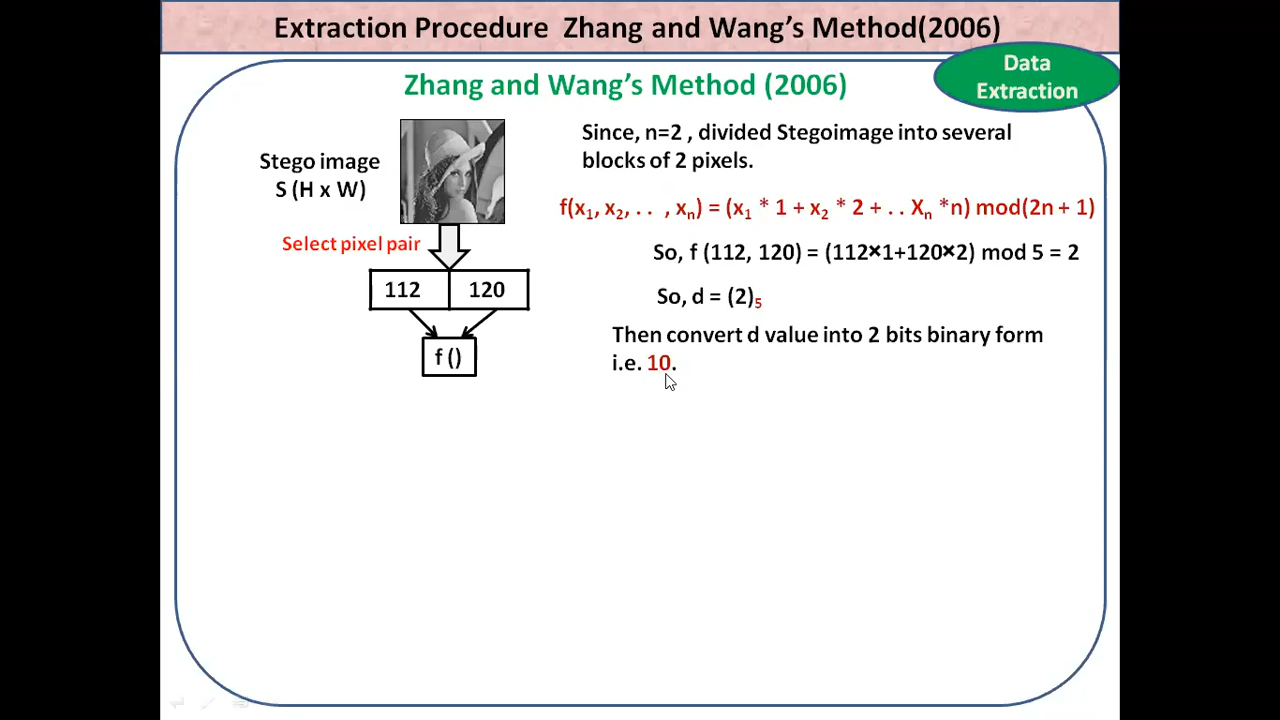 Extraction Procedure Zhang and Wang's Method(2006)
Data
Extraction
Zhang and Wang's Method (2006)
Stego image
S (H x W)
Select pixel pair
112 120
f ()
Since, n=2 , divided Stegoimage into several
blocks of 2 pixels.
f(x₁, x₂, . . , xₙ) = (x₁ * 1 + x₂ * 2 + . . Xₙ *n) mod(2n + 1)
So, f (112, 120) = (112×1+120×2) mod 5 = 2
So, d = (2)₅
Then convert d value into 2 bits binary form
i.e. 10.